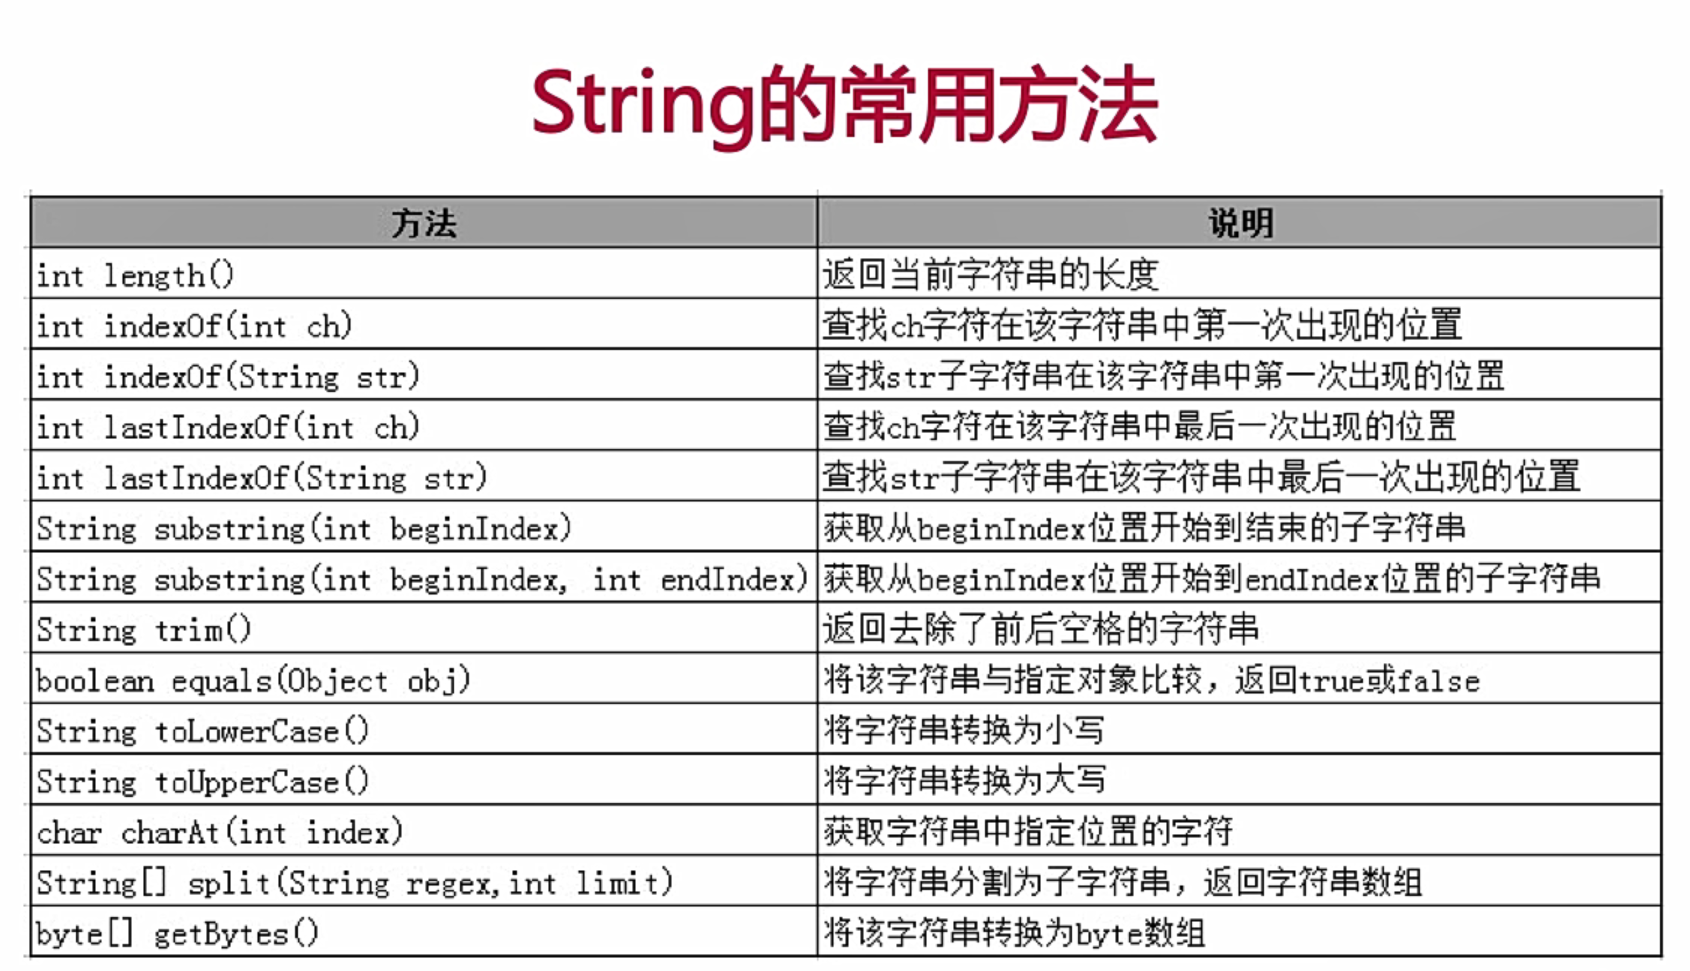 String的常用方法
方法 说明
int length() 返回当前字符串的长度
int indexOf(int ch) 查找ch字符在该字符串中第一次出现的位置
int indexOf(String str) 查找str子字符串在该字符串中第一次出现的位置
int lastIndexOf(int ch) 查找ch字符在该字符串中最后一次出现的位置
int lastIndexOf(String str) 查找str子字符串在该字符串中最后一次出现的位置
String substring(int beginIndex) 获取从beginIndex位置开始到结束的子字符串
String substring(int beginIndex, int endIndex) 获取从beginIndex位置开始到endIndex位置的子字符串
String trim() 返回去除了前后空格的字符串
boolean equals(Object obj) 将该字符串与指定对象比较，返回true或false
String toLowerCase() 将字符串转换为小写
String toUpperCase() 将字符串转换为大写
char charAt(int index) 获取字符串中指定位置的字符
String[] split(String regex,int limit) 将字符串分割为子字符串，返回字符串数组
byte[] getBytes() 将该字符串转换为byte数组